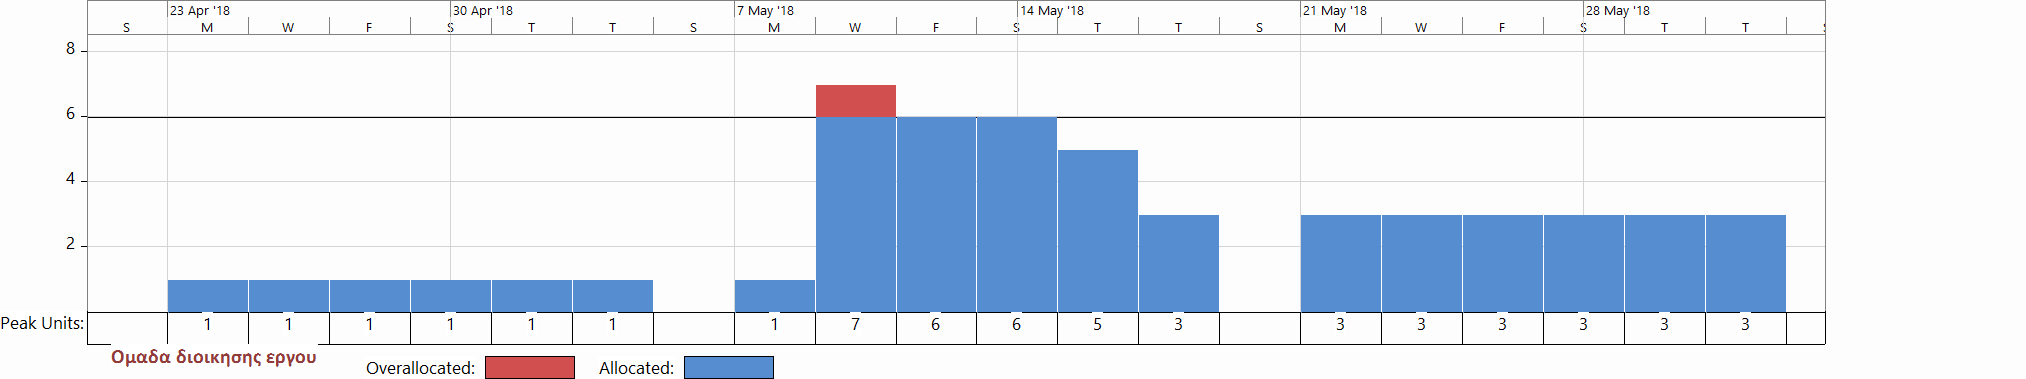 23 Apr '18 30 Apr '18 7 May '18 14 May '18 21 May '18 28 May '18
S M W F S T T S M W F S T T S M W F S T T S
8
6
4
2
Peak Units: 1 1 1 1 1 1 1 7 6 6 5 3 3 3 3 3 3 3
Ομαδα διοικησης εργου
Overallocated: Allocated: